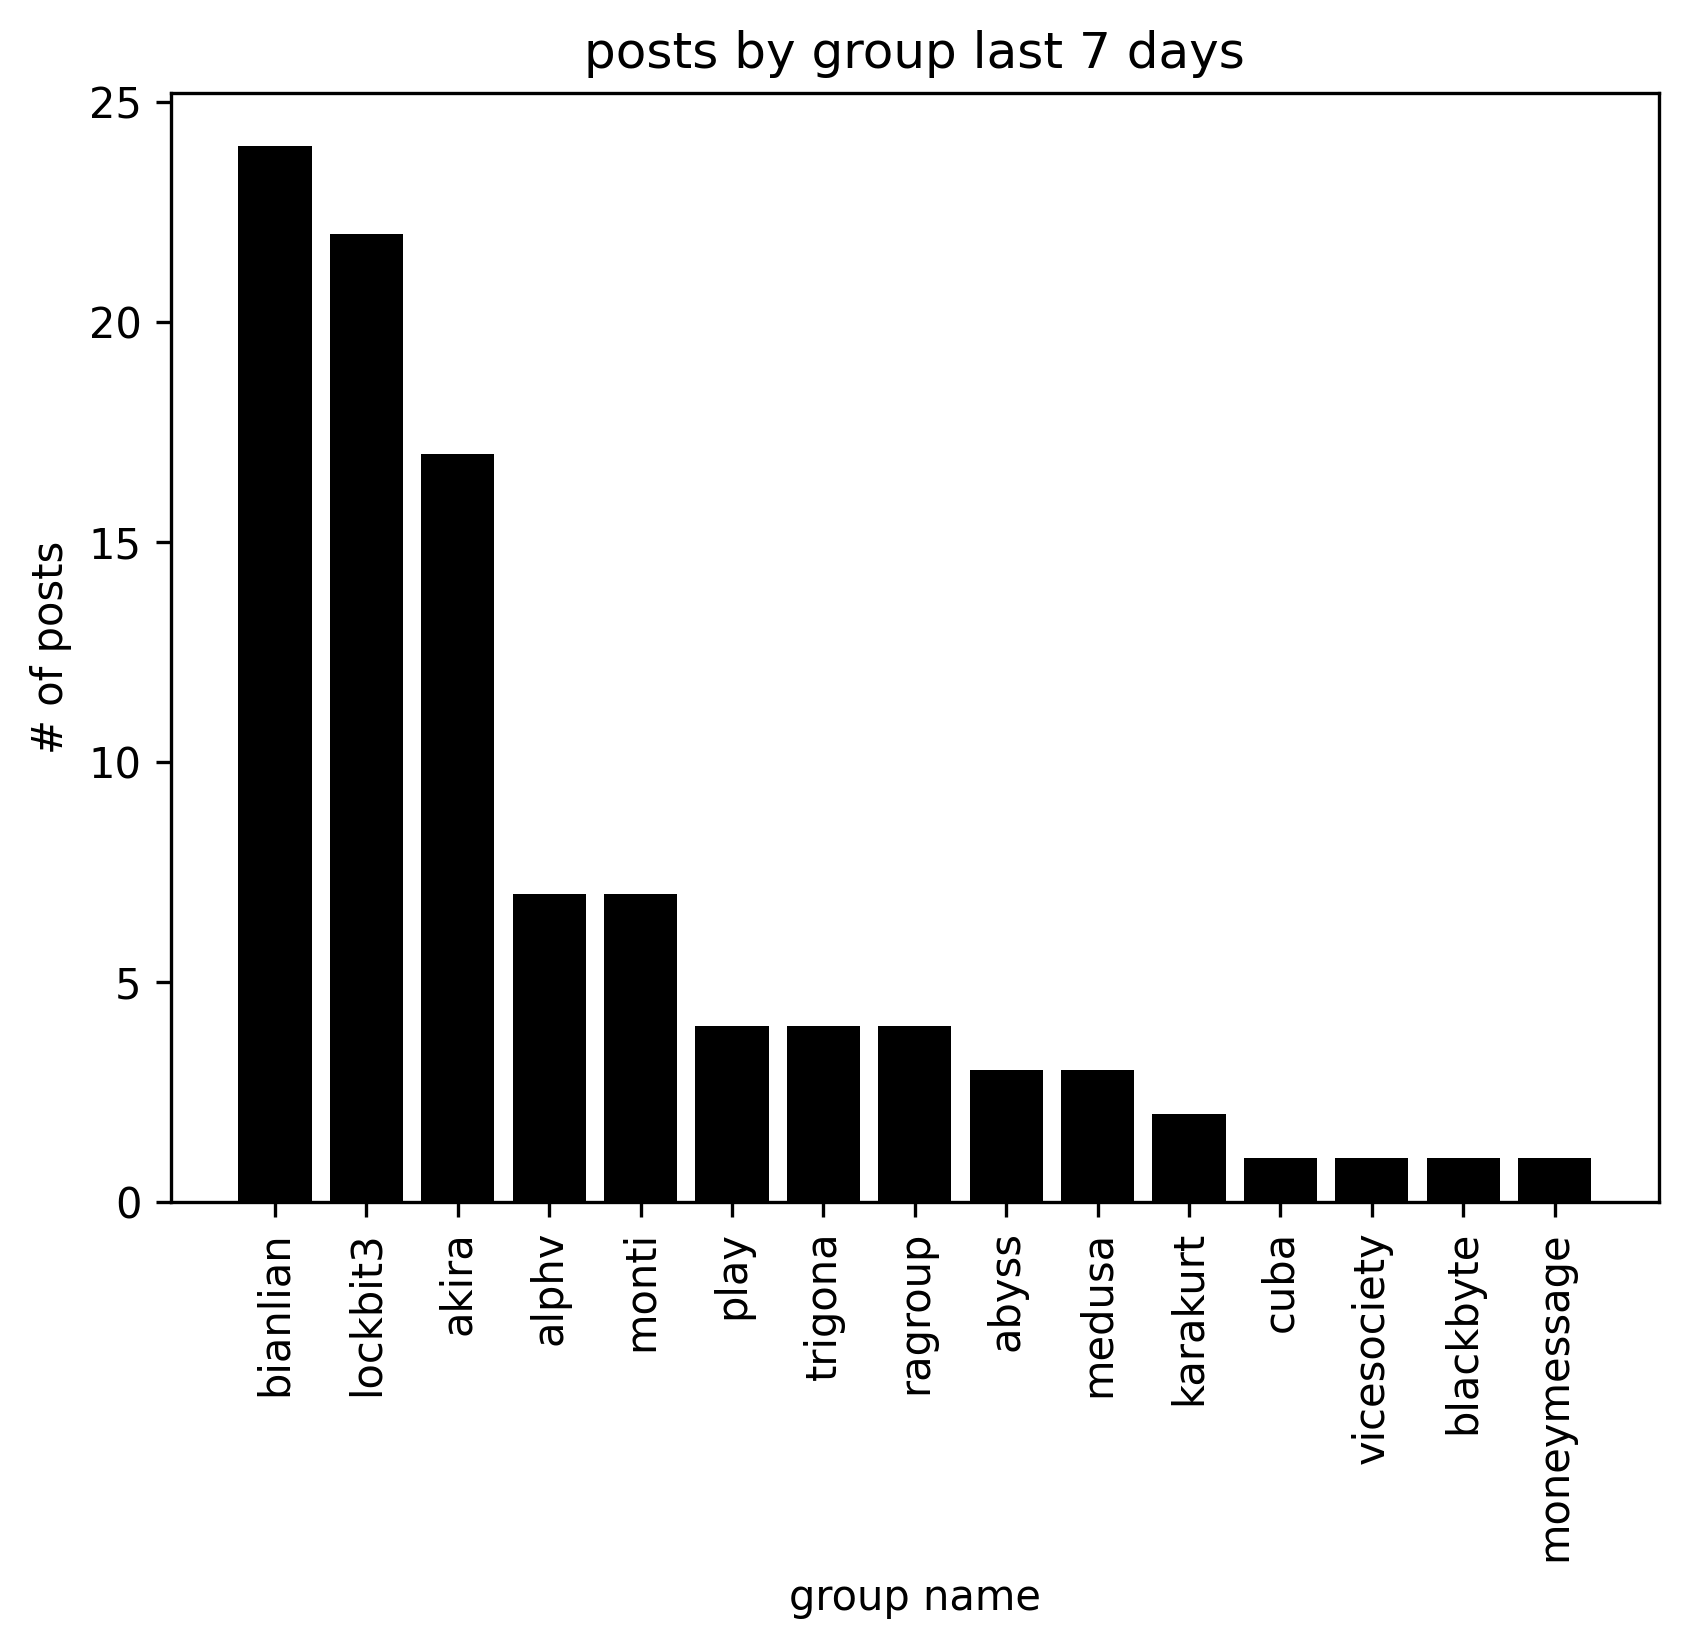 posts by group last 7 days
# of posts
25
20
15
10
5
0
bianlian
lockbit3
akira
alphv
monti
play
trigona
ragroup
abyss
medusa
karakurt
cuba
vicesociety
blackbyte
moneymessage
group name